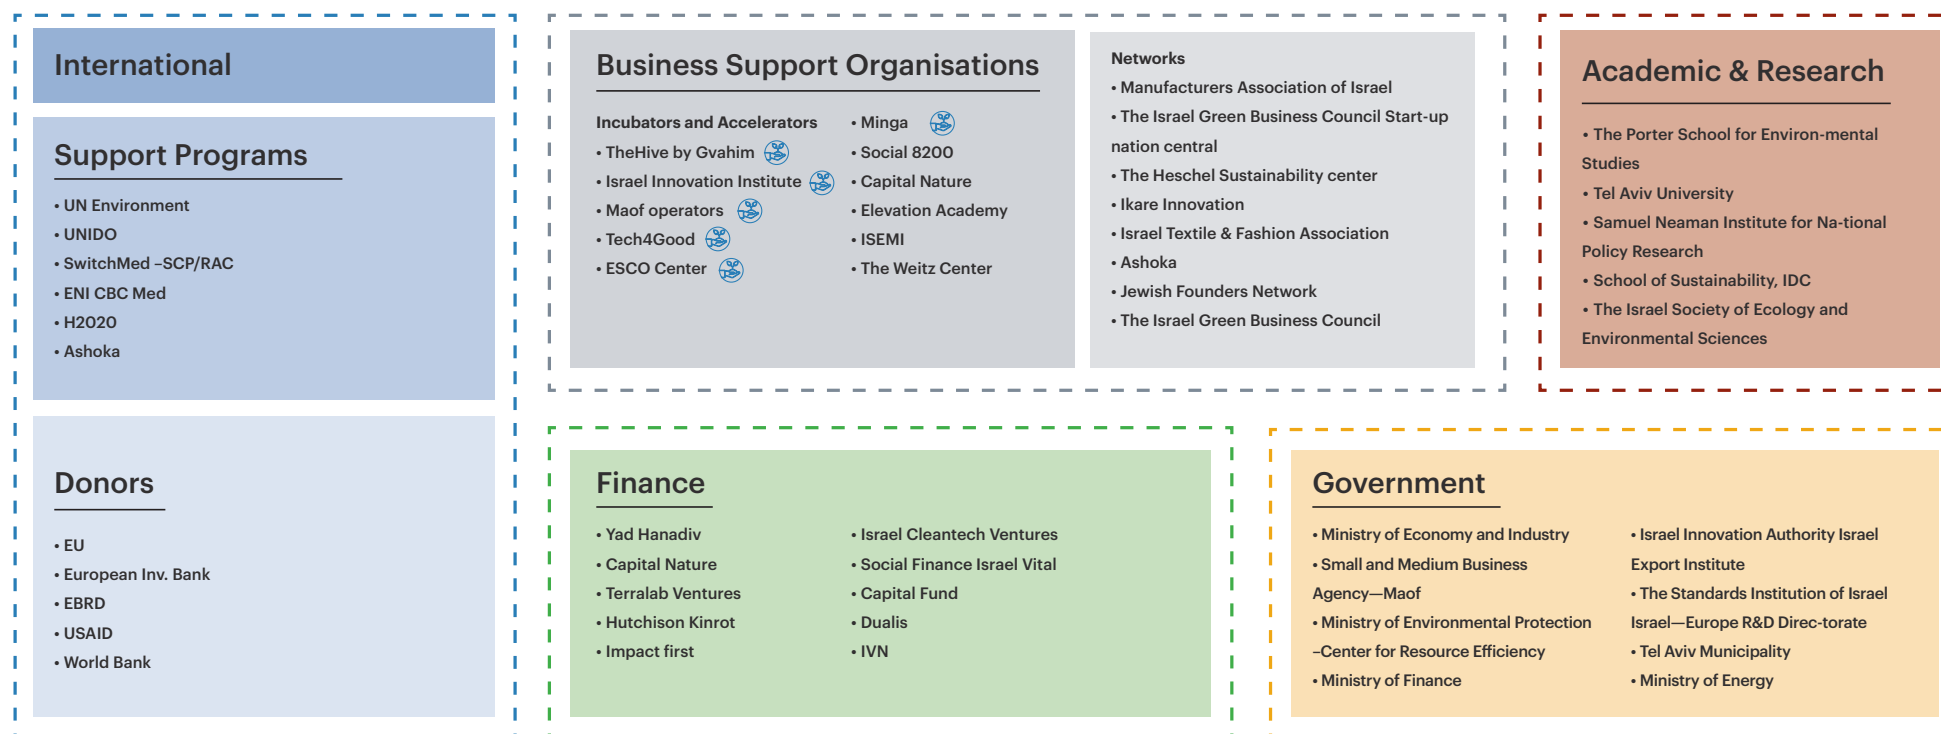 International
Support Programs
• UN Environment
• UNIDO
• SwitchMed –SCP/RAC
• ENI CBC Med
• H2020
• Ashoka
Donors
• EU
• European Inv. Bank
• EBRD
• USAID
• World Bank
Business Support Organisations
Incubators and Accelerators
• TheHive by Gvahim
• Israel Innovation Institute
• Maof operators
• Tech4Good
• ESCO Center
• Minga
• Social 8200
• Capital Nature
• Elevation Academy
• ISEMI
• The Weitz Center
Networks
• Manufacturers Association of Israel
• The Israel Green Business Council Start-up
nation central
• The Heschel Sustainability center
• Ikare Innovation
• Israel Textile & Fashion Association
• Ashoka
• Jewish Founders Network
• The Israel Green Business Council
Academic & Research
• The Porter School for Environ-mental
Studies
• Tel Aviv University
• Samuel Neaman Institute for Na-tional
Policy Research
• School of Sustainability, IDC
• The Israel Society of Ecology and
Environmental Sciences
Finance
• Yad Hanadiv
• Capital Nature
• Terralab Ventures
• Hutchison Kinrot
• Impact first
• Israel Cleantech Ventures
• Social Finance Israel Vital
• Capital Fund
• Dualis
• IVN
Government
• Ministry of Economy and Industry
• Small and Medium Business
Agency—Maof
• Ministry of Environmental Protection
–Center for Resource Efficiency
• Ministry of Finance
• Israel Innovation Authority Israel
Export Institute
• The Standards Institution of Israel
Israel—Europe R&D Direc-torate
• Tel Aviv Municipality
• Ministry of Energy